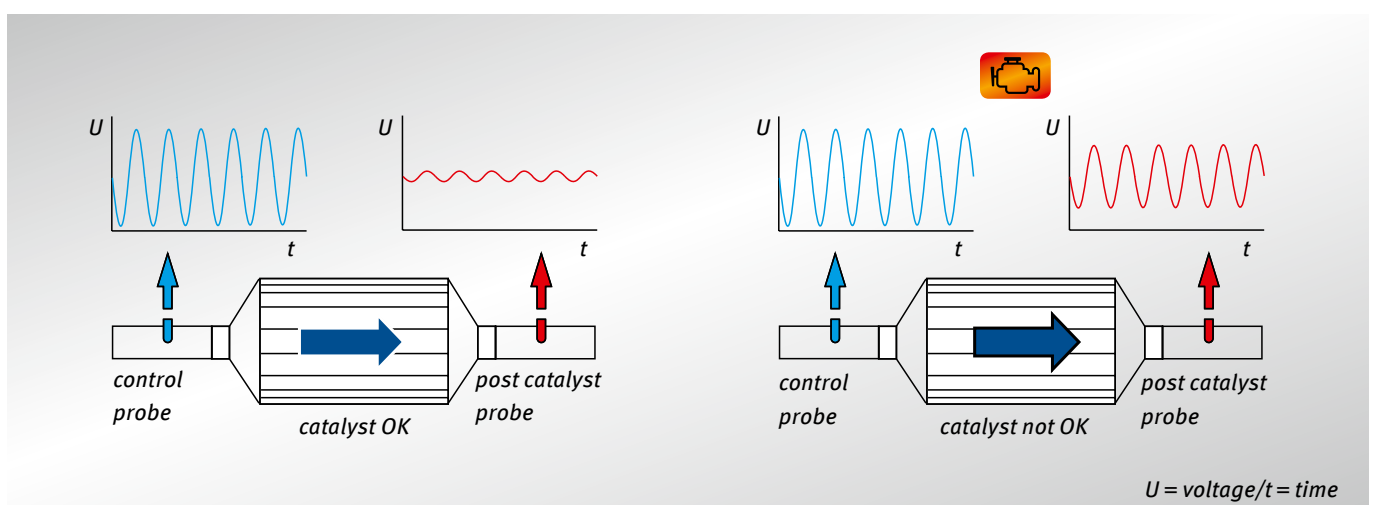 U
U
U
U
t
t
t
t
control
probe
post catalyst
probe
catalyst OK
control
probe
post catalyst
probe
catalyst not OK
U = voltage/t = time